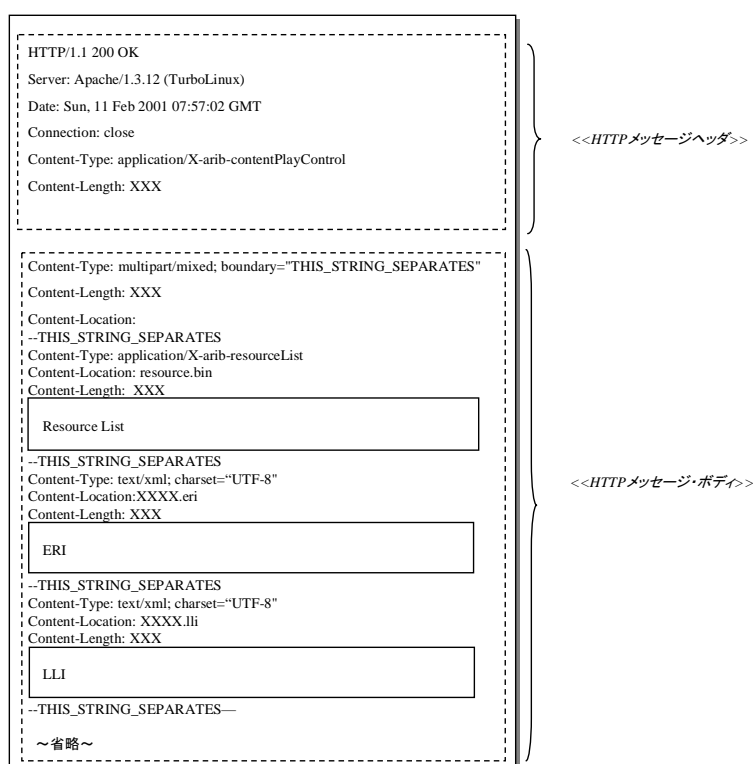 HTTP/1.1 200 OK
Server: Apache/1.3.12 (TurboLinux)
Date: Sun, 11 Feb 2001 07:57:02 GMT
Connection: close
Content-Type: application/X-arib-contentPlayControl
Content-Length: XXX
<<HTTPメッセージヘッダ>>
Content-Type: multipart/mixed; boundary="THIS_STRING_SEPARATES"
Content-Length: XXX
Content-Location:
--THIS_STRING_SEPARATES
Content-Type: application/X-arib-resourceList
Content-Location: resource.bin
Content-Length:  XXX
Resource List
--THIS_STRING_SEPARATES
Content-Type: text/xml; charset=“UTF-8"
Content-Location:XXXX.eri
Content-Length: XXX
ERI
--THIS_STRING_SEPARATES
Content-Type: text/xml; charset=“UTF-8"
Content-Location: XXXX.lli
Content-Length: XXX
LLI
--THIS_STRING_SEPARATES—
～省略～
<<HTTPメッセージ・ボディ>>